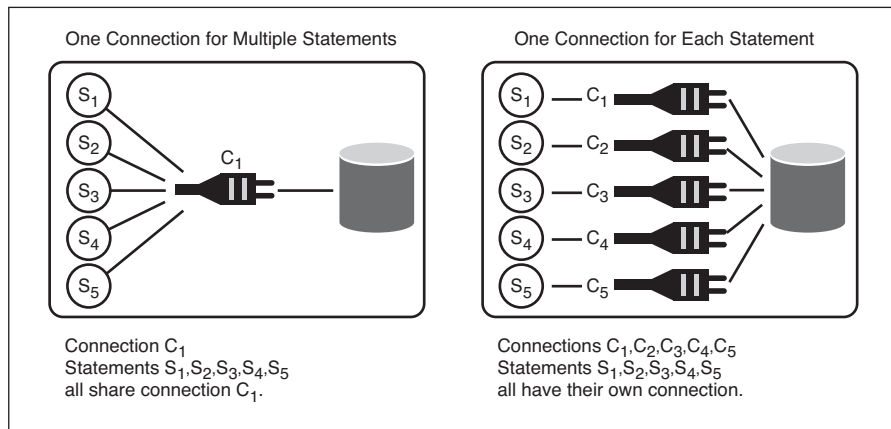 One Connection for Multiple Statements
S₁
S₂
S₃
S₄
S₅
C₁
Connection C₁
Statements S₁,S₂,S₃,S₄,S₅
all share connection C₁.
One Connection for Each Statement
S₁ C₁
S₂ C₂
S₃ C₃
S₄ C₄
S₅ C₅
Connections C₁,C₂,C₃,C₄,C₅
Statements S₁,S₂,S₃,S₄,S₅
all have their own connection.